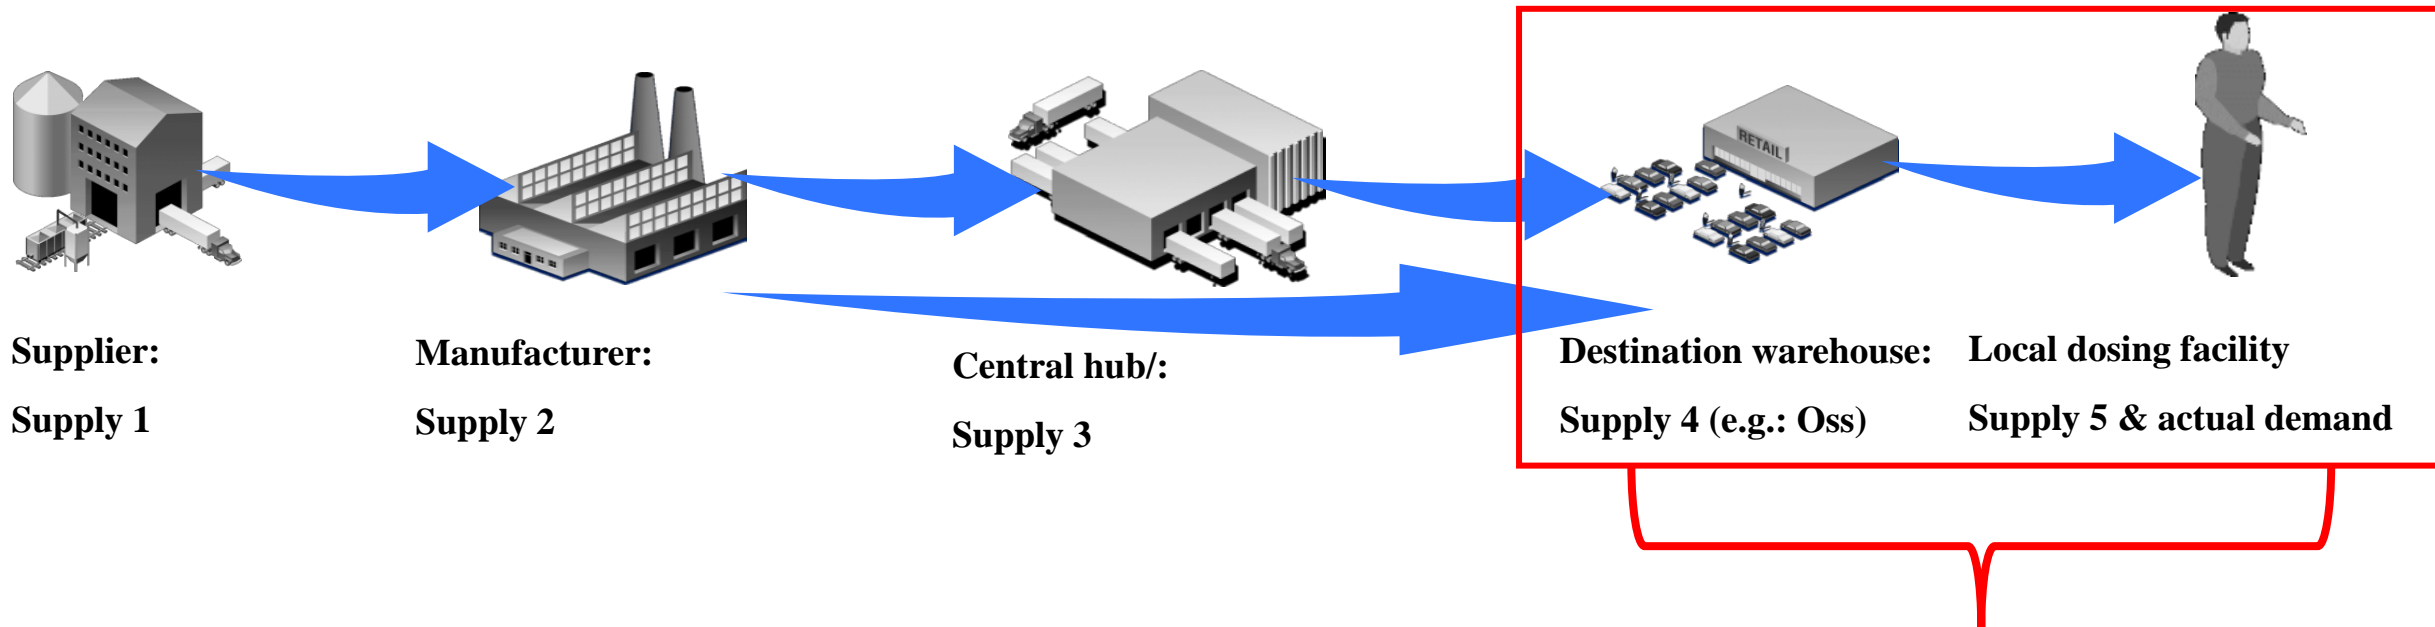 RETAIL
Supplier:
Supply 1
Manufacturer:
Supply 2
Central hub/:
Supply 3
Destination warehouse:
Supply 4 (e.g.: Oss)
Local dosing facility
Supply 5 & actual demand